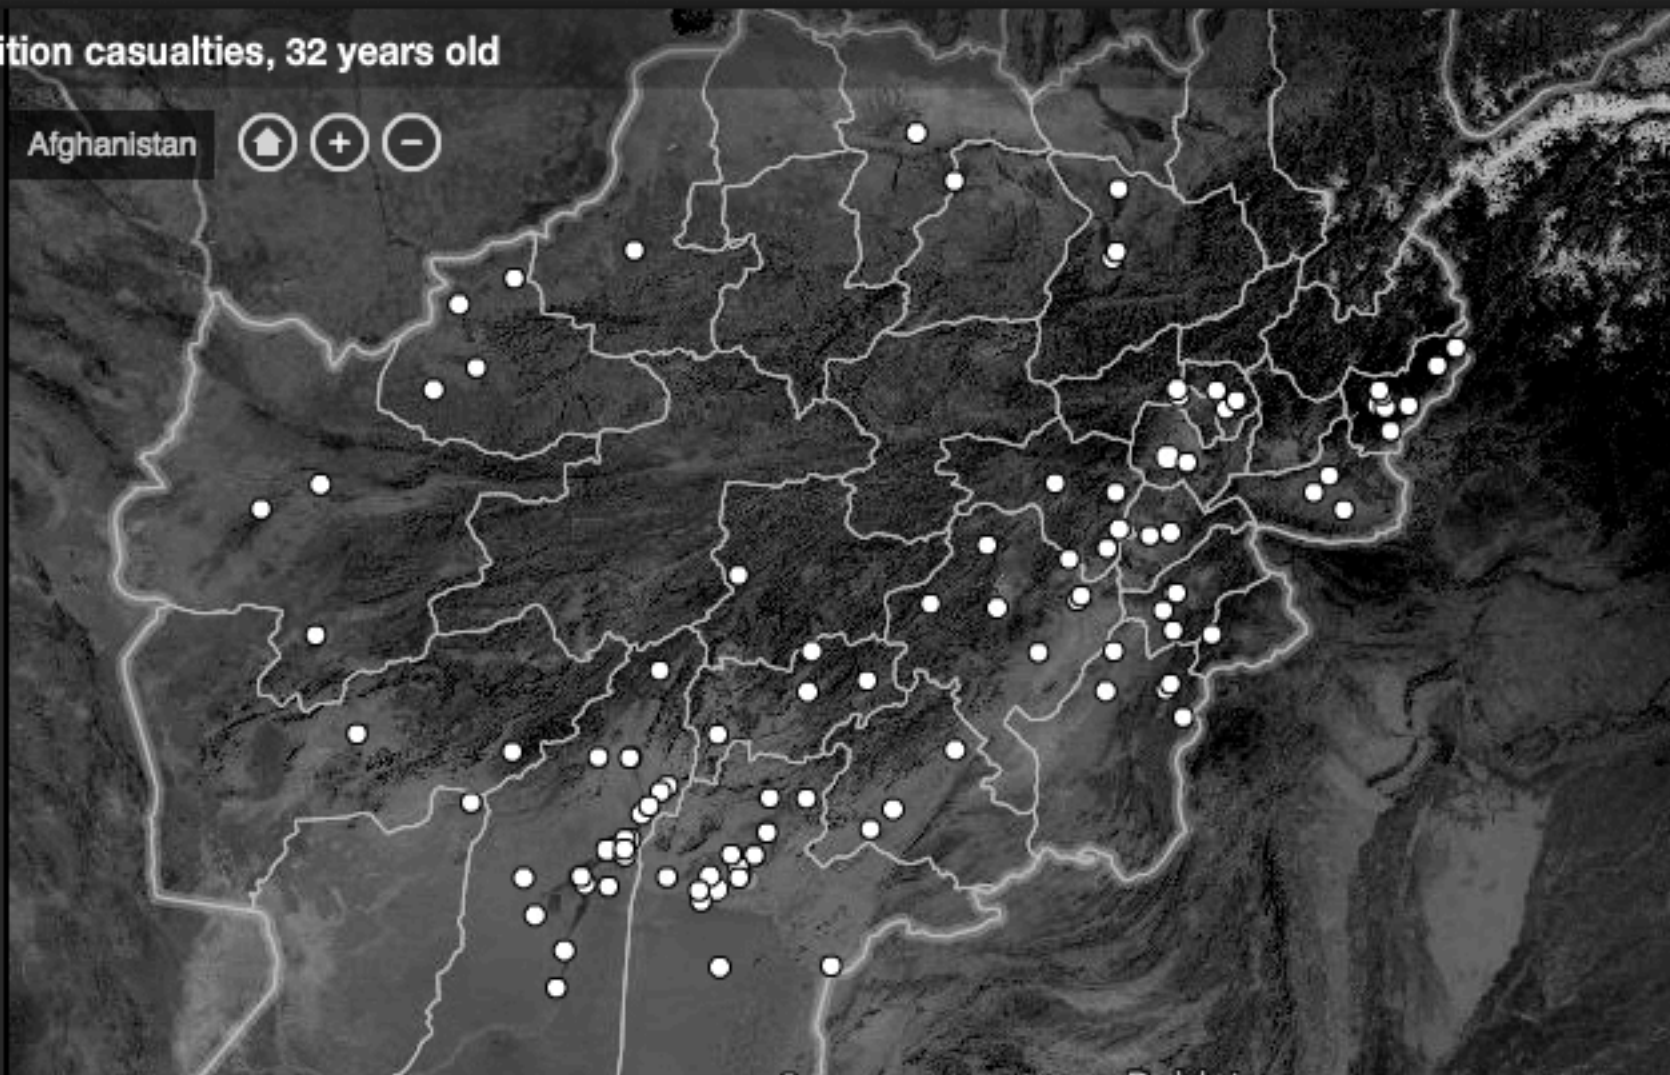 ition casualties, 32 years old
Afghanistan